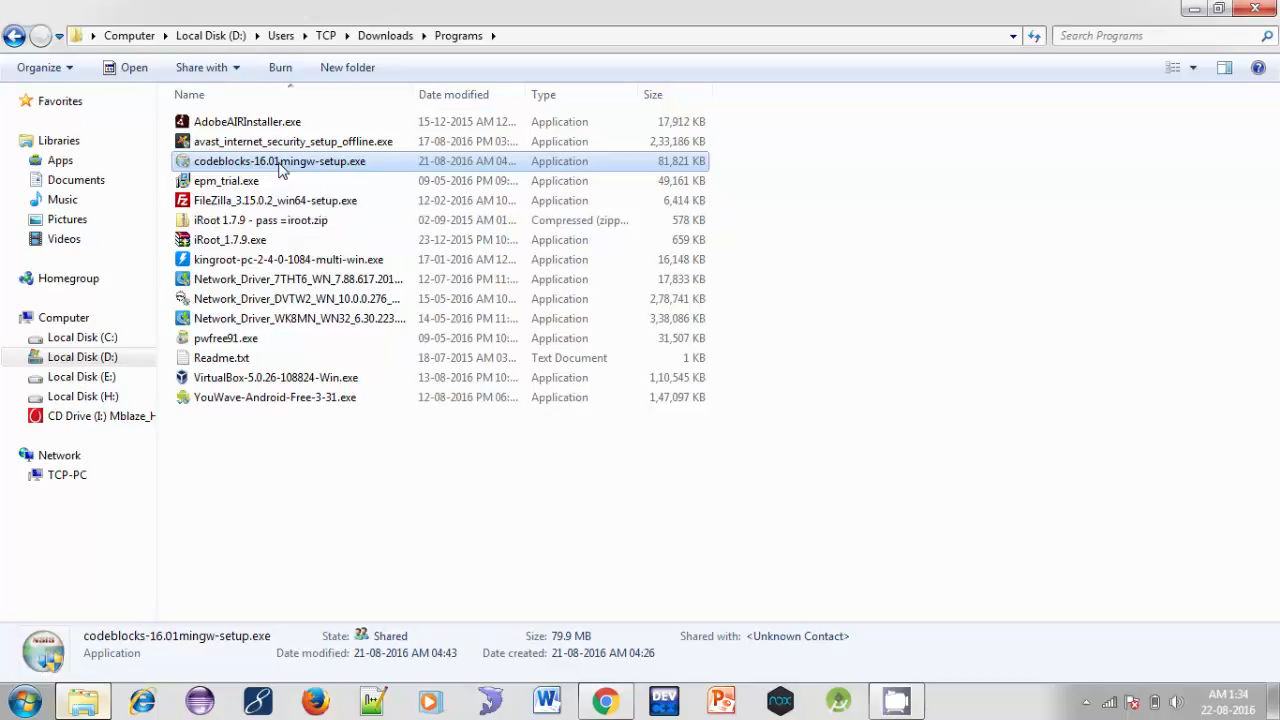 Computer Local Disk (D:) Users TCP Downloads Programs Search Programs
Organize Open Share with Burn New folder
Favorites
Libraries
Apps
Documents
Music
Pictures
Videos
Homegroup
Computer
Local Disk (C:)
Local Disk (D:)
Local Disk (E:)
Local Disk (H:)
CD Drive (I:) Mblaze_H
Network
TCP-PC
Name Date modified Type Size
AdobeAIRInstaller.exe 15-12-2015 AM 12... Application 17,912 KB
avast_internet_security_setup_offline.exe 17-08-2016 PM 03:... Application 2,33,186 KB
codeblocks-16.01mingw-setup.exe 21-08-2016 AM 04... Application 81,821 KB
epm_trial.exe 09-05-2016 PM 09:... Application 49,161 KB
FileZilla_3.15.0.2_win64-setup.exe 12-02-2016 AM 10... Application 6,414 KB
iRoot 1.7.9 - pass =iroot.zip 02-09-2015 AM 01... Compressed (zipp... 578 KB
iRoot_1.7.9.exe 23-12-2015 PM 10:... Application 659 KB
kingroot-pc-2-4-0-1084-multi-win.exe 17-01-2016 AM 12... Application 16,148 KB
Network_Driver_7THT6_WN_7.88.617.201... 12-07-2016 PM 11:... Application 17,833 KB
Network_Driver_DVTW2_WN_10.0.0.276_... 15-05-2016 AM 10... Application 2,78,741 KB
Network_Driver_WK8MN_WN32_6.30.223.... 14-05-2016 PM 11:... Application 3,38,086 KB
pwfree91.exe 09-05-2016 PM 10:... Application 31,507 KB
Readme.txt 18-07-2015 AM 03... Text Document 1 KB
VirtualBox-5.0.26-108824-Win.exe 13-08-2016 PM 10:... Application 1,10,545 KB
YouWave-Android-Free-3-31.exe 12-08-2016 PM 06:... Application 1,47,097 KB
codeblocks-16.01mingw-setup.exe State: Shared Size: 79.9 MB Shared with: <Unknown Contact>
Application Date modified: 21-08-2016 AM 04:43 Date created: 21-08-2016 AM 04:26
AM 1:34
22-08-2016